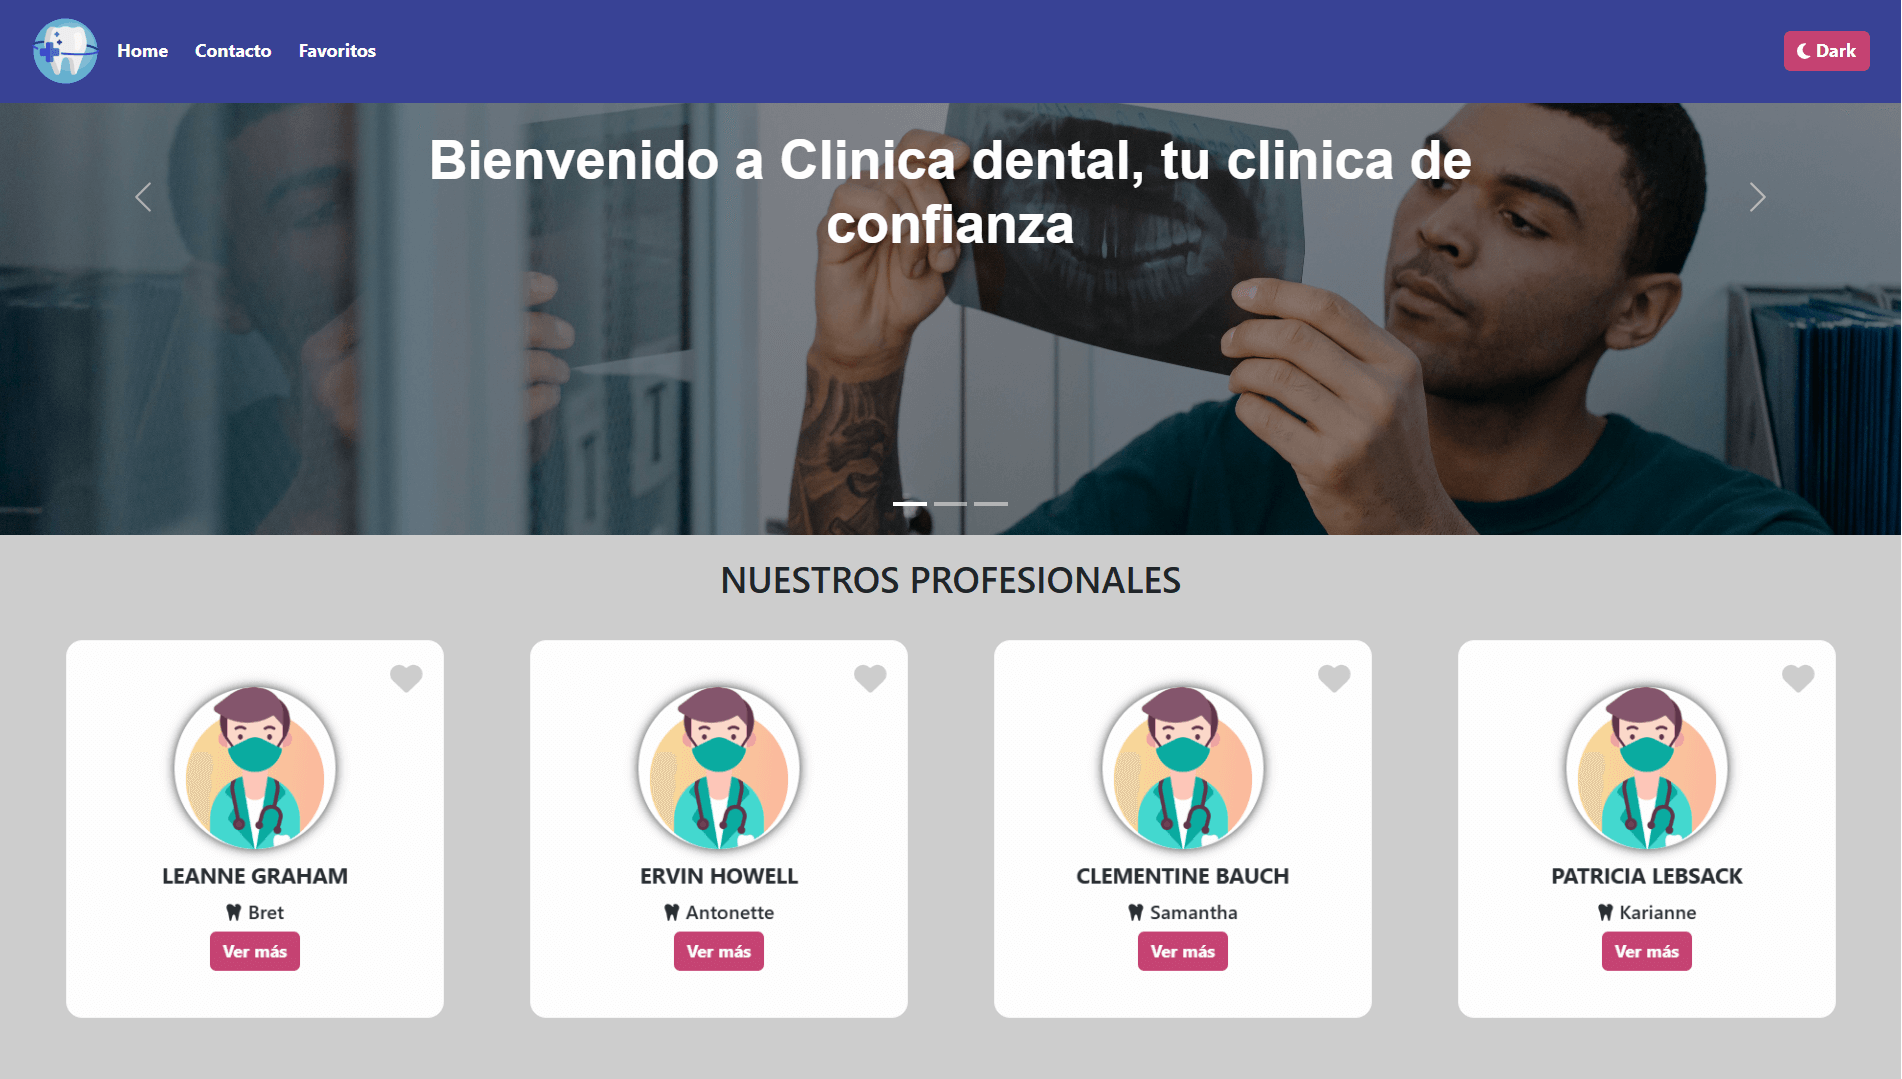 Home Contacto Favoritos Dark
Bienvenido a Clinica dental, tu clinica de
confianza
NUESTROS PROFESIONALES
LEANNE GRAHAM
Bret
Ver más
ERVIN HOWELL
Antonette
Ver más
CLEMENTINE BAUCH
Samantha
Ver más
PATRICIA LEBSACK
Karianne
Ver más